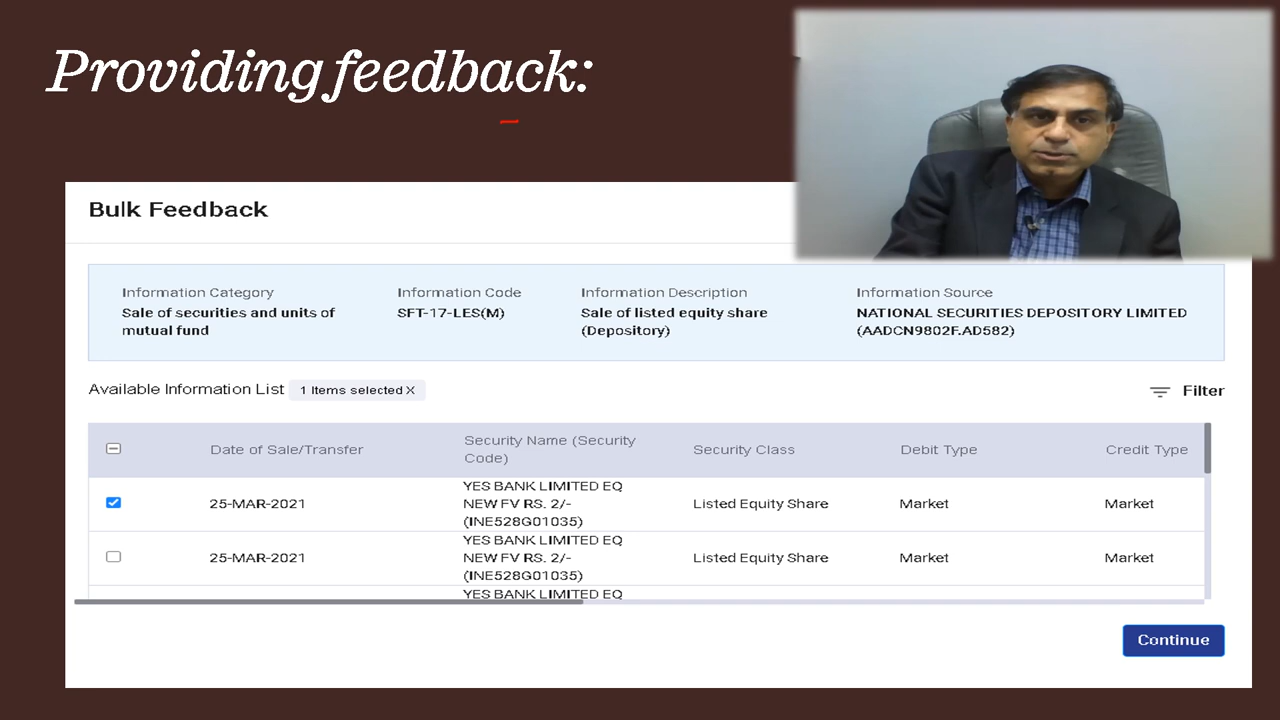 Providing feedback:
Bulk Feedback
Information Category
Information Code
Information Description
Information Source
Sale of securities and units of
mutual fund
SFT-17-LES(M)
Sale of listed equity share
(Depository)
NATIONAL SECURITIES DEPOSITORY LIMITED
(AADCN9802F.AD582)
Available Information List
1 Items selected X
Filter
Date of Sale/Transfer
Security Name (Security
Code)
Security Class
Debit Type
Credit Type
25-MAR-2021
YES BANK LIMITED EQ
NEW FV RS. 2/-
(INE528G01035)
Listed Equity Share
Market
Market
25-MAR-2021
YES BANK LIMITED EQ
NEW FV RS. 2/-
(INE528G01035)
Listed Equity Share
Market
Market
YES BANK LIMITED EQ
Continue